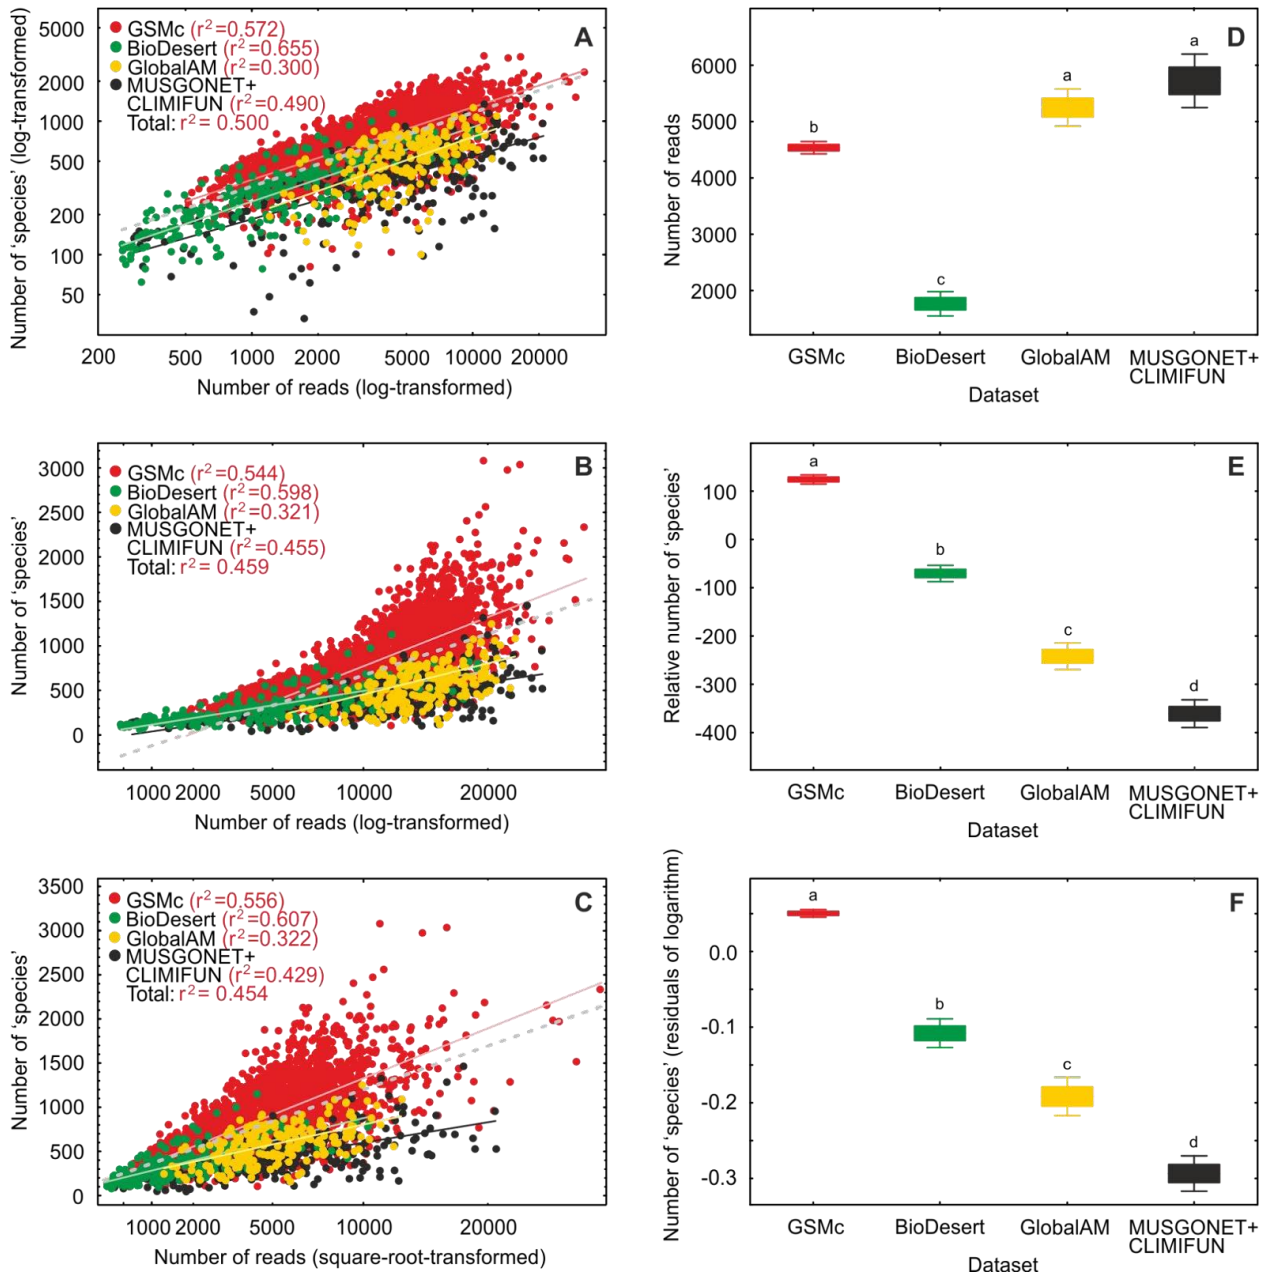 A
GSMc (r²=0,572)
BioDesert (r²=0.655)
GlobalAM (r²=0.300)
MUSGONET+
CLIMIFUN (r²=0.490)
Total: r²= 0.500
Number of ‘species’ (log-transformed)
5000
2000
1000
500
200
100
50
200 500 1000 2000 5000 10000 20000
Number of reads (log-transformed)
D
Number of reads
6000
5000
4000
3000
2000
b
c
a
a
GSMc BioDesert GlobalAM MUSGONET+
CLIMIFUN
Dataset
B
GSMc (r²=0,544)
BioDesert (r²=0.598)
GlobalAM (r²=0.321)
MUSGONET+
CLIMIFUN (r²=0.455)
Total: r²= 0.459
Number of ‘species’
3000
2500
2000
1500
1000
500
0
1000 2000 5000 10000 20000
Number of reads (log-transformed)
E
Relative number of ‘species’
100
0
-100
-200
-300
-400
a
b
c
d
GSMc BioDesert GlobalAM MUSGONET+
CLIMIFUN
Dataset
C
GSMc (r²=0,556)
BioDesert (r²=0.607)
GlobalAM (r²=0.322)
MUSGONET+
CLIMIFUN (r²=0.429)
Total: r²= 0.454
Number of ‘species’
3500
3000
2500
2000
1500
1000
500
0
1000 2000 5000 10000 20000
Number of reads (square-root-transformed)
F
Number of ‘species’ (residuals of logarithm)
0.0
-0.1
-0.2
-0.3
a
b
c
d
GSMc BioDesert GlobalAM MUSGONET+
CLIMIFUN
Dataset